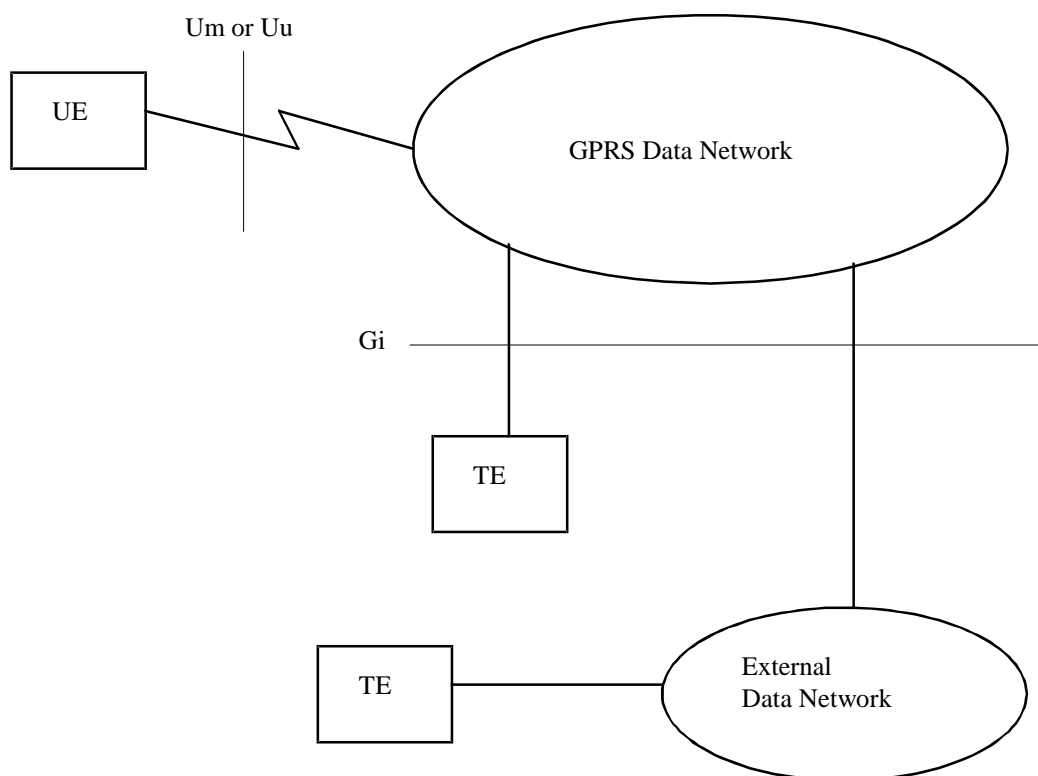 Um or Uu
UE
GPRS Data Network
Gi
TE
TE
External
Data Network